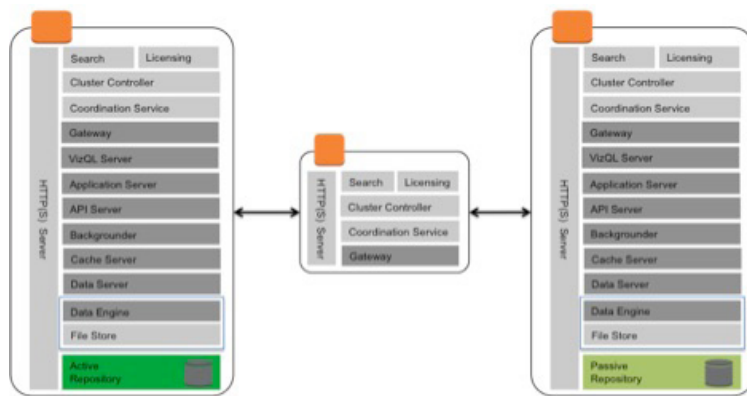 HTTP(S) Server
Search
Licensing
Cluster Controller
Coordination Service
Gateway
VizQL Server
Application Server
API Server
Backgrounder
Cache Server
Data Server
Data Engine
File Store
Active
Repository
HTTP(S) Server
Search
Licensing
Cluster Controller
Coordination Service
Gateway
HTTP(S) Server
Search
Licensing
Cluster Controller
Coordination Service
Gateway
VizQL Server
Application Server
API Server
Backgrounder
Cache Server
Data Server
Data Engine
File Store
Passive
Repository